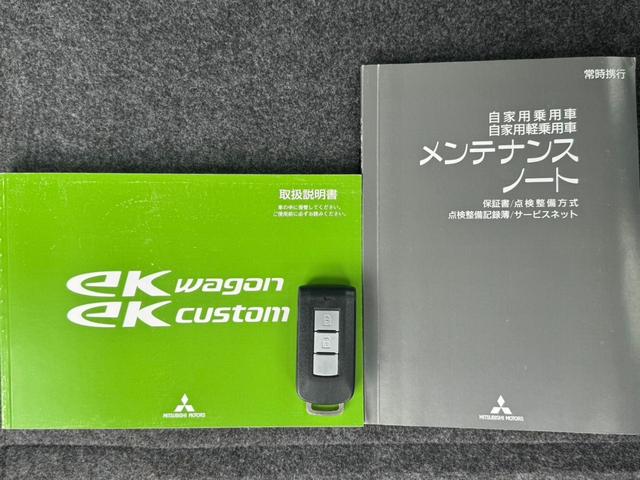 取扱説明書
車の中に保管してください。
ご使用前に必ずお読みください。
eK wagon
eK custom
MITSUBISHI MOTORS
常時携行
自家用乗用車
自家用軽乗用車
メンテナンス
ノート
保証書/点検整備方式
点検整備記録簿/サービスネット
MITSUBISHI MOTORS